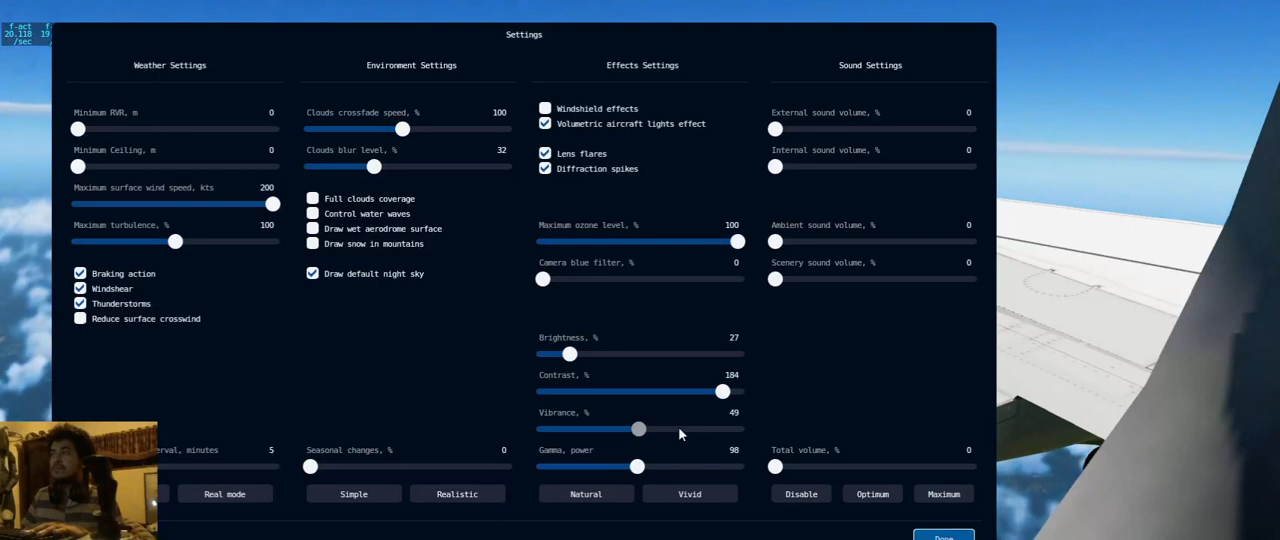 f-act f-
20.118 19.
/sec /
Settings
Weather Settings
Environment Settings
Effects Settings
Sound Settings
Minimum RVR, m 0
Minimum Ceiling, m 0
Maximum surface wind speed, kts 200
Maximum turbulence, % 100
Braking action
Windshear
Thunderstorms
Reduce surface crosswind
erval, minutes 5
Real mode
Clouds crossfade speed, % 100
Clouds blur level, % 32
Full clouds coverage
Control water waves
Draw wet aerodrome surface
Draw snow in mountains
Draw default night sky
Seasonal changes, % 0
Simple
Realistic
Windshield effects
Volumetric aircraft lights effect
Lens flares
Diffraction spikes
Maximum ozone level, % 100
Camera blue filter, % 0
Brightness, % 27
Contrast, % 184
Vibrance, % 49
Gamma, power 98
Natural
Vivid
External sound volume, % 0
Internal sound volume, % 0
Ambient sound volume, % 0
Scenery sound volume, % 0
Total volume, % 0
Disable
Optimum
Maximum
Done